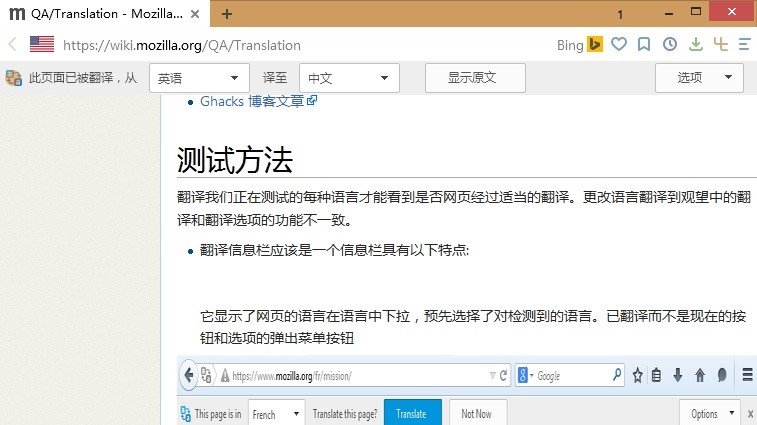 QA/Translation - Mozilla...
1
https://wiki.mozilla.org/QA/Translation
Bing
此页面已被翻译，从 英语 译至 中文 显示原文 选项
Ghacks 博客文章
测试方法
翻译我们正在测试的每种语言才能看到是否网页经过适当的翻译。更改语言翻译到观望中的翻
译和翻译选项的功能不一致。
翻译信息栏应该是一个信息栏具有以下特点:
它显示了网页的语言在语言中下拉，预先选择了对检测到的语言。已翻译而不是现在的按
钮和选项的弹出菜单按钮
https://www.mozilla.org/fr/mission/ Google
This page is in French Translate this page? Translate Not Now Options